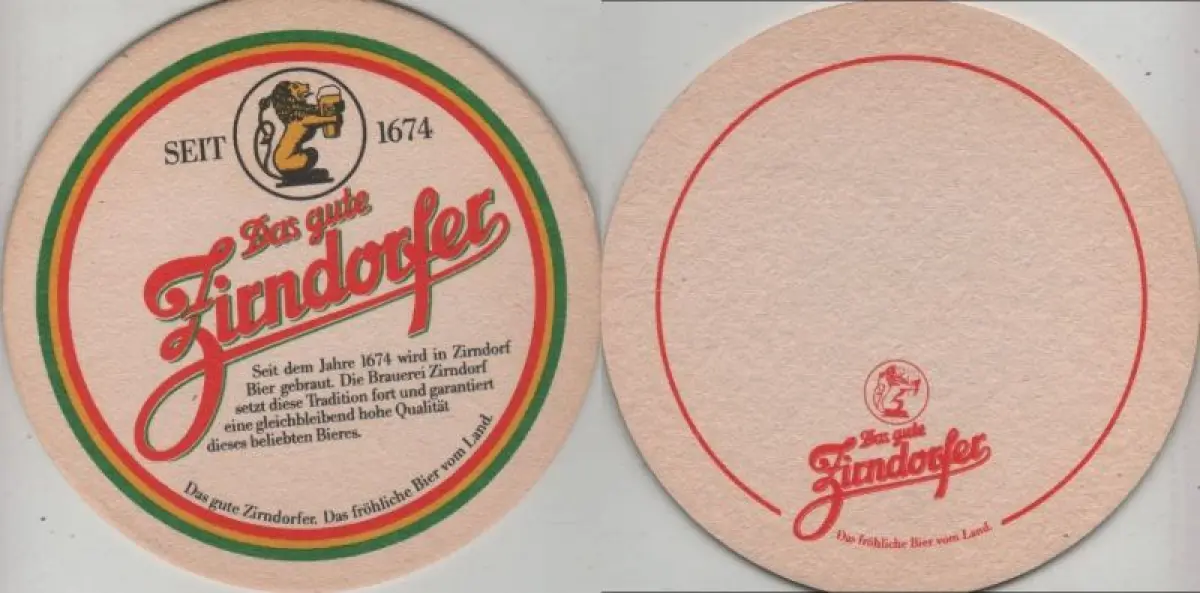 SEIT 1674
Das gute
Zirndorfer
Seit dem Jahre 1674 wird in Zirndorf
Bier gebraut. Die Brauerei Zirndorf
setzt diese Tradition fort und garantiert
eine gleichbleibend hohe Qualität
dieses beliebten Bieres.
Das gute Zirndorfer. Das fröhliche Bier vom Land.
Das gute
Zirndorfer
Das fröhliche Bier vom Land.